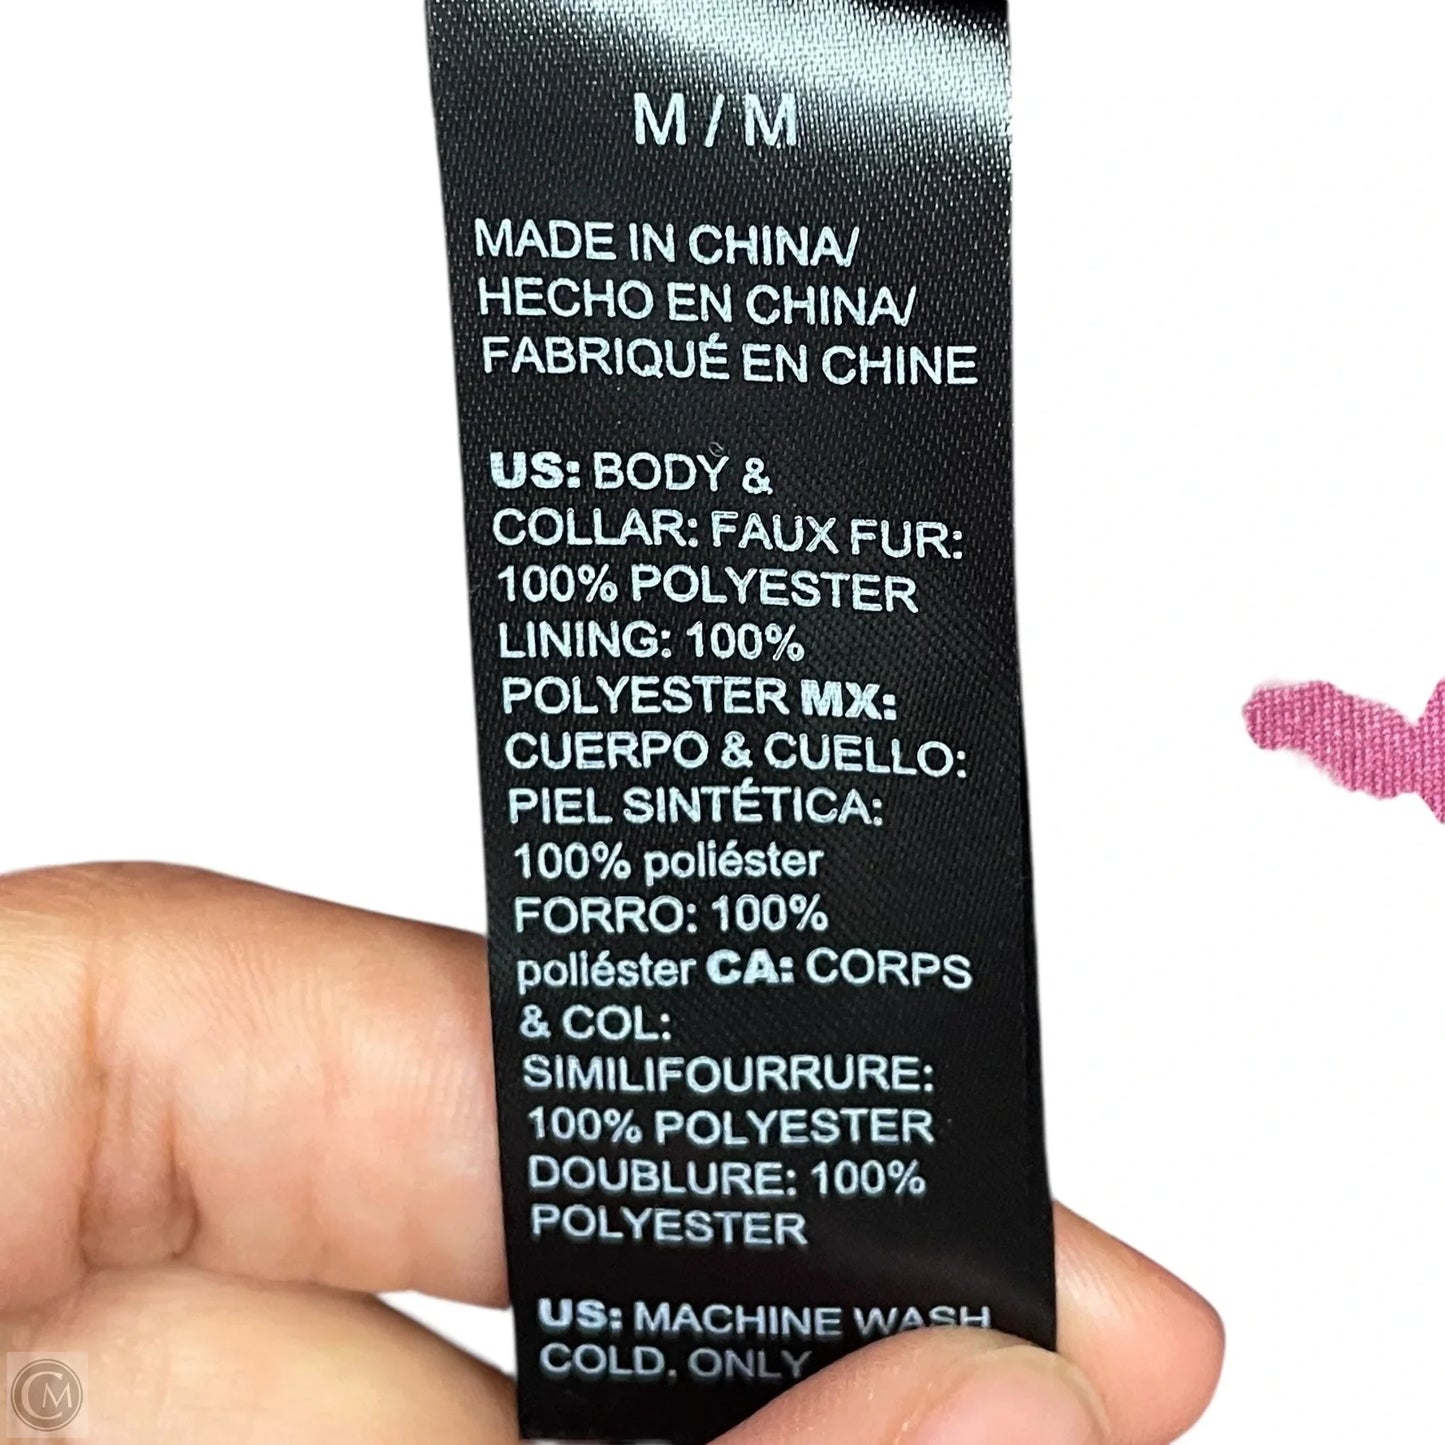 M / M
MADE IN CHINA/
HECHO EN CHINA/
FABRIQUÉ EN CHINE
US: BODY &
COLLAR: FAUX FUR:
100% POLYESTER
LINING: 100%
POLYESTER MX:
CUERPO & CUELLO:
PIEL SINTÉTICA:
100% poliéster
FORRO: 100%
poliéster CA: CORPS
& COL:
SIMILIFOURRURE:
100% POLYESTER
DOUBLURE: 100%
POLYESTER
US: MACHINE WASH
COLD, ONLY
CM